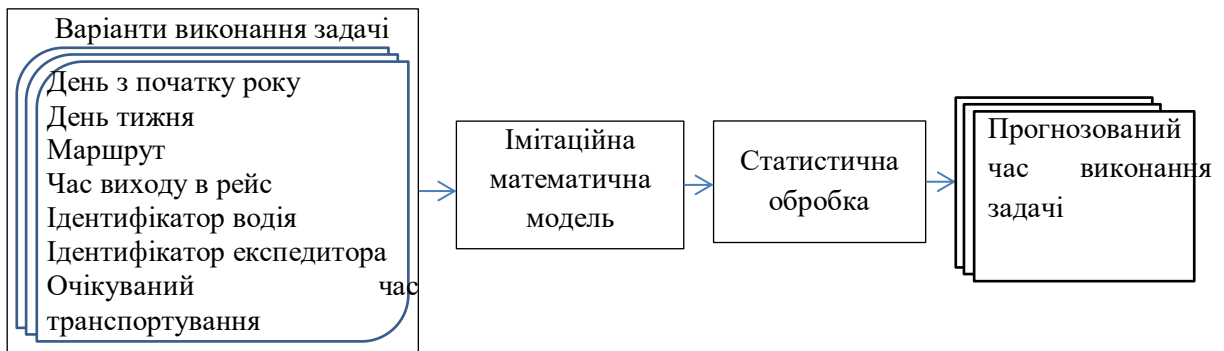 Варіанти виконання задачі
День з початку року
День тижня
Маршрут
Час виходу в рейс
Ідентифікатор водія
Ідентифікатор експедитора
Очікуваний час
транспортування
Імітаційна
математична
модель
Статистична
обробка
Прогнозований
час виконання
задачі